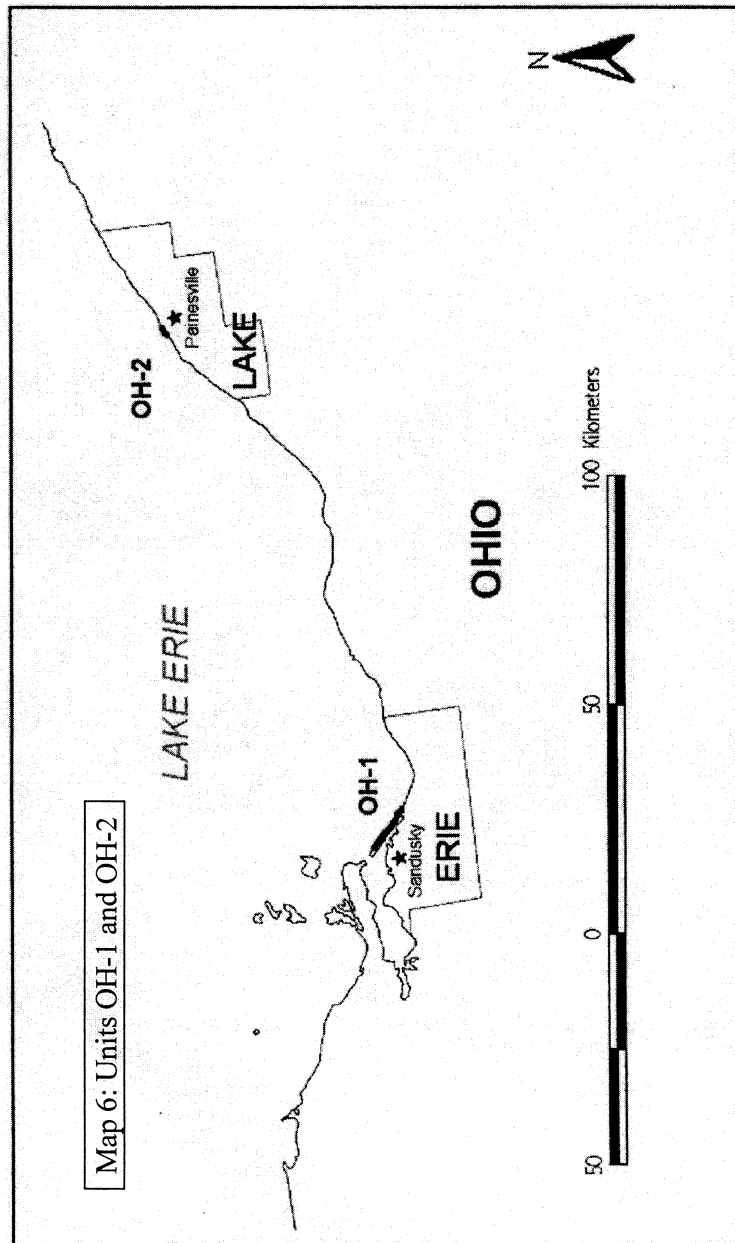 Map 6: Units OH-1 and OH-2
LAKE ERIE
OH-2
Painesville
LAKE
OH-1
Sandusky
ERIE
OHIO
N
50 0 50 100 Kilometers